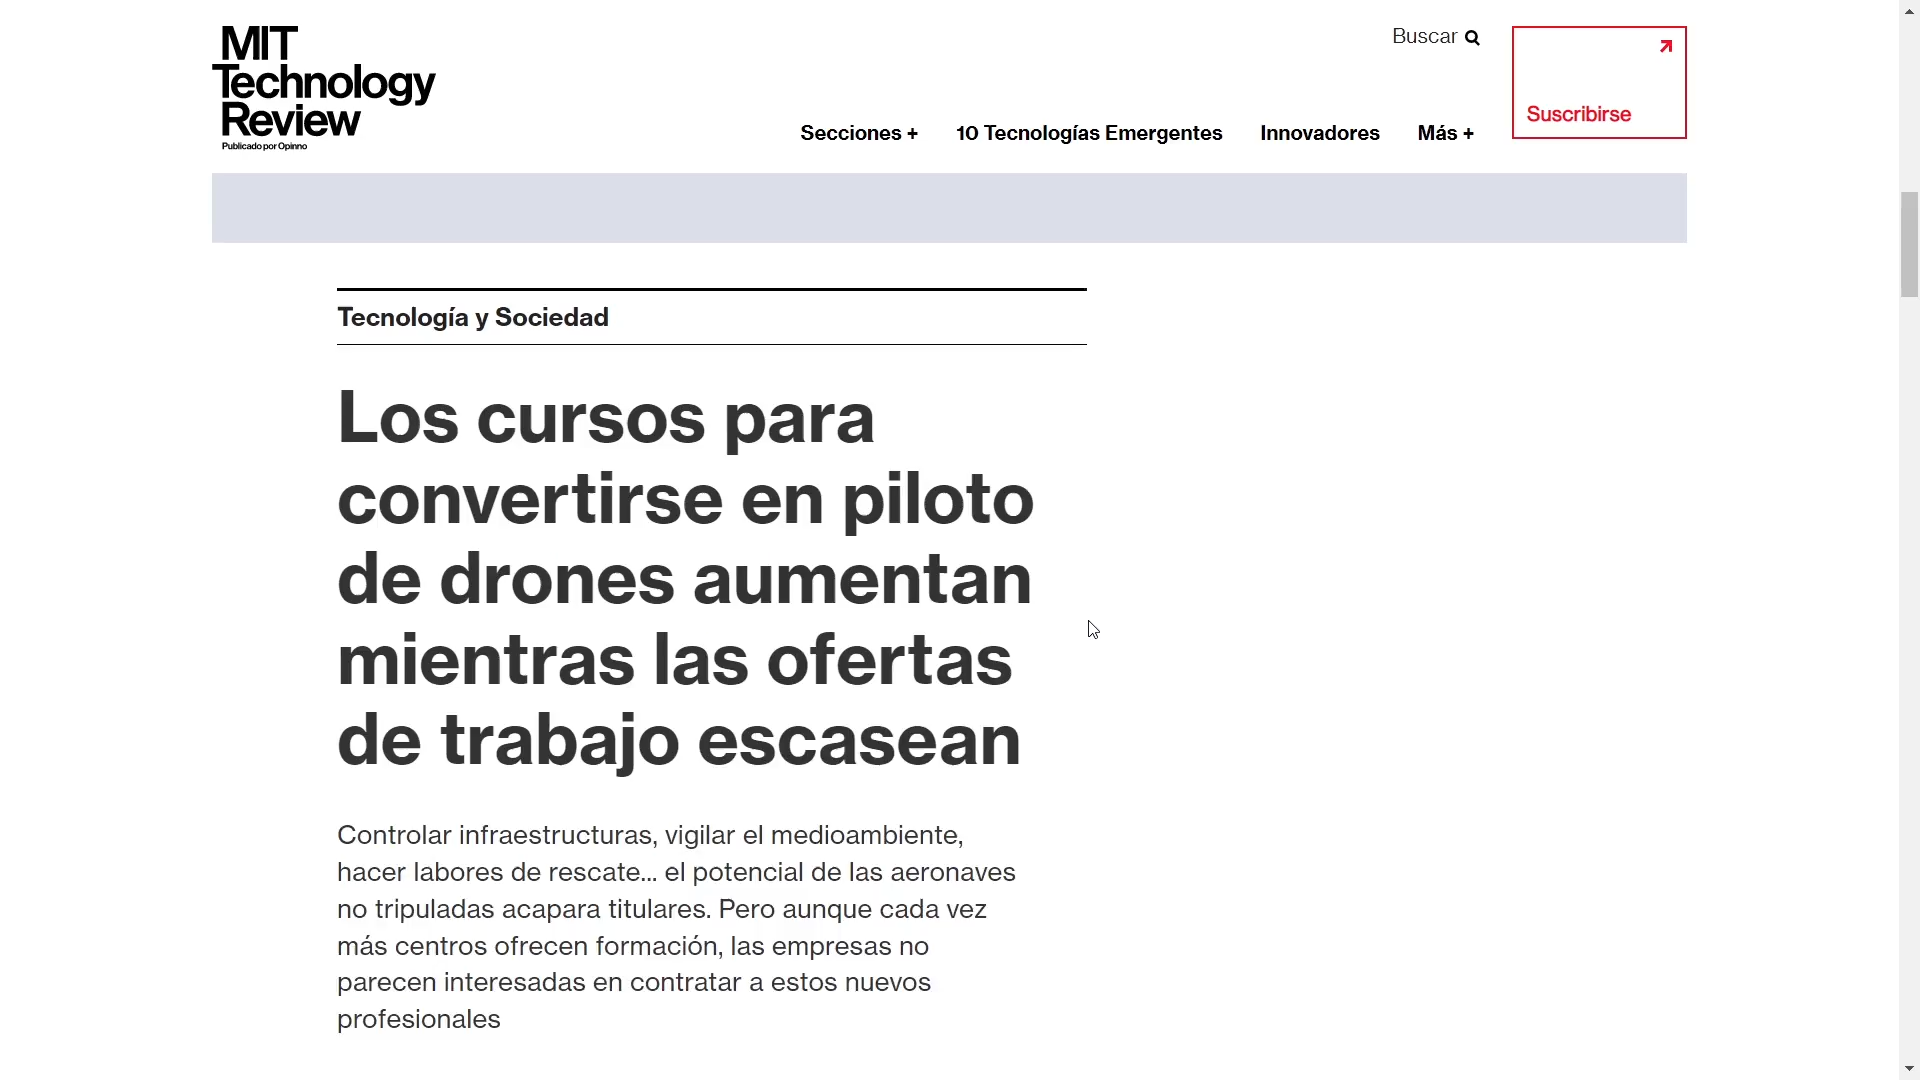 MIT
Technology
Review
Publicado por Opinno
Buscar
Suscribirse
Secciones +
10 Tecnologías Emergentes
Innovadores
Más +
Tecnología y Sociedad
Los cursos para
convertirse en piloto
de drones aumentan
mientras las ofertas
de trabajo escasean
Controlar infraestructuras, vigilar el medioambiente,
hacer labores de rescate... el potencial de las aeronaves
no tripuladas acapara titulares. Pero aunque cada vez
más centros ofrecen formación, las empresas no
parecen interesadas en contratar a estos nuevos
profesionales